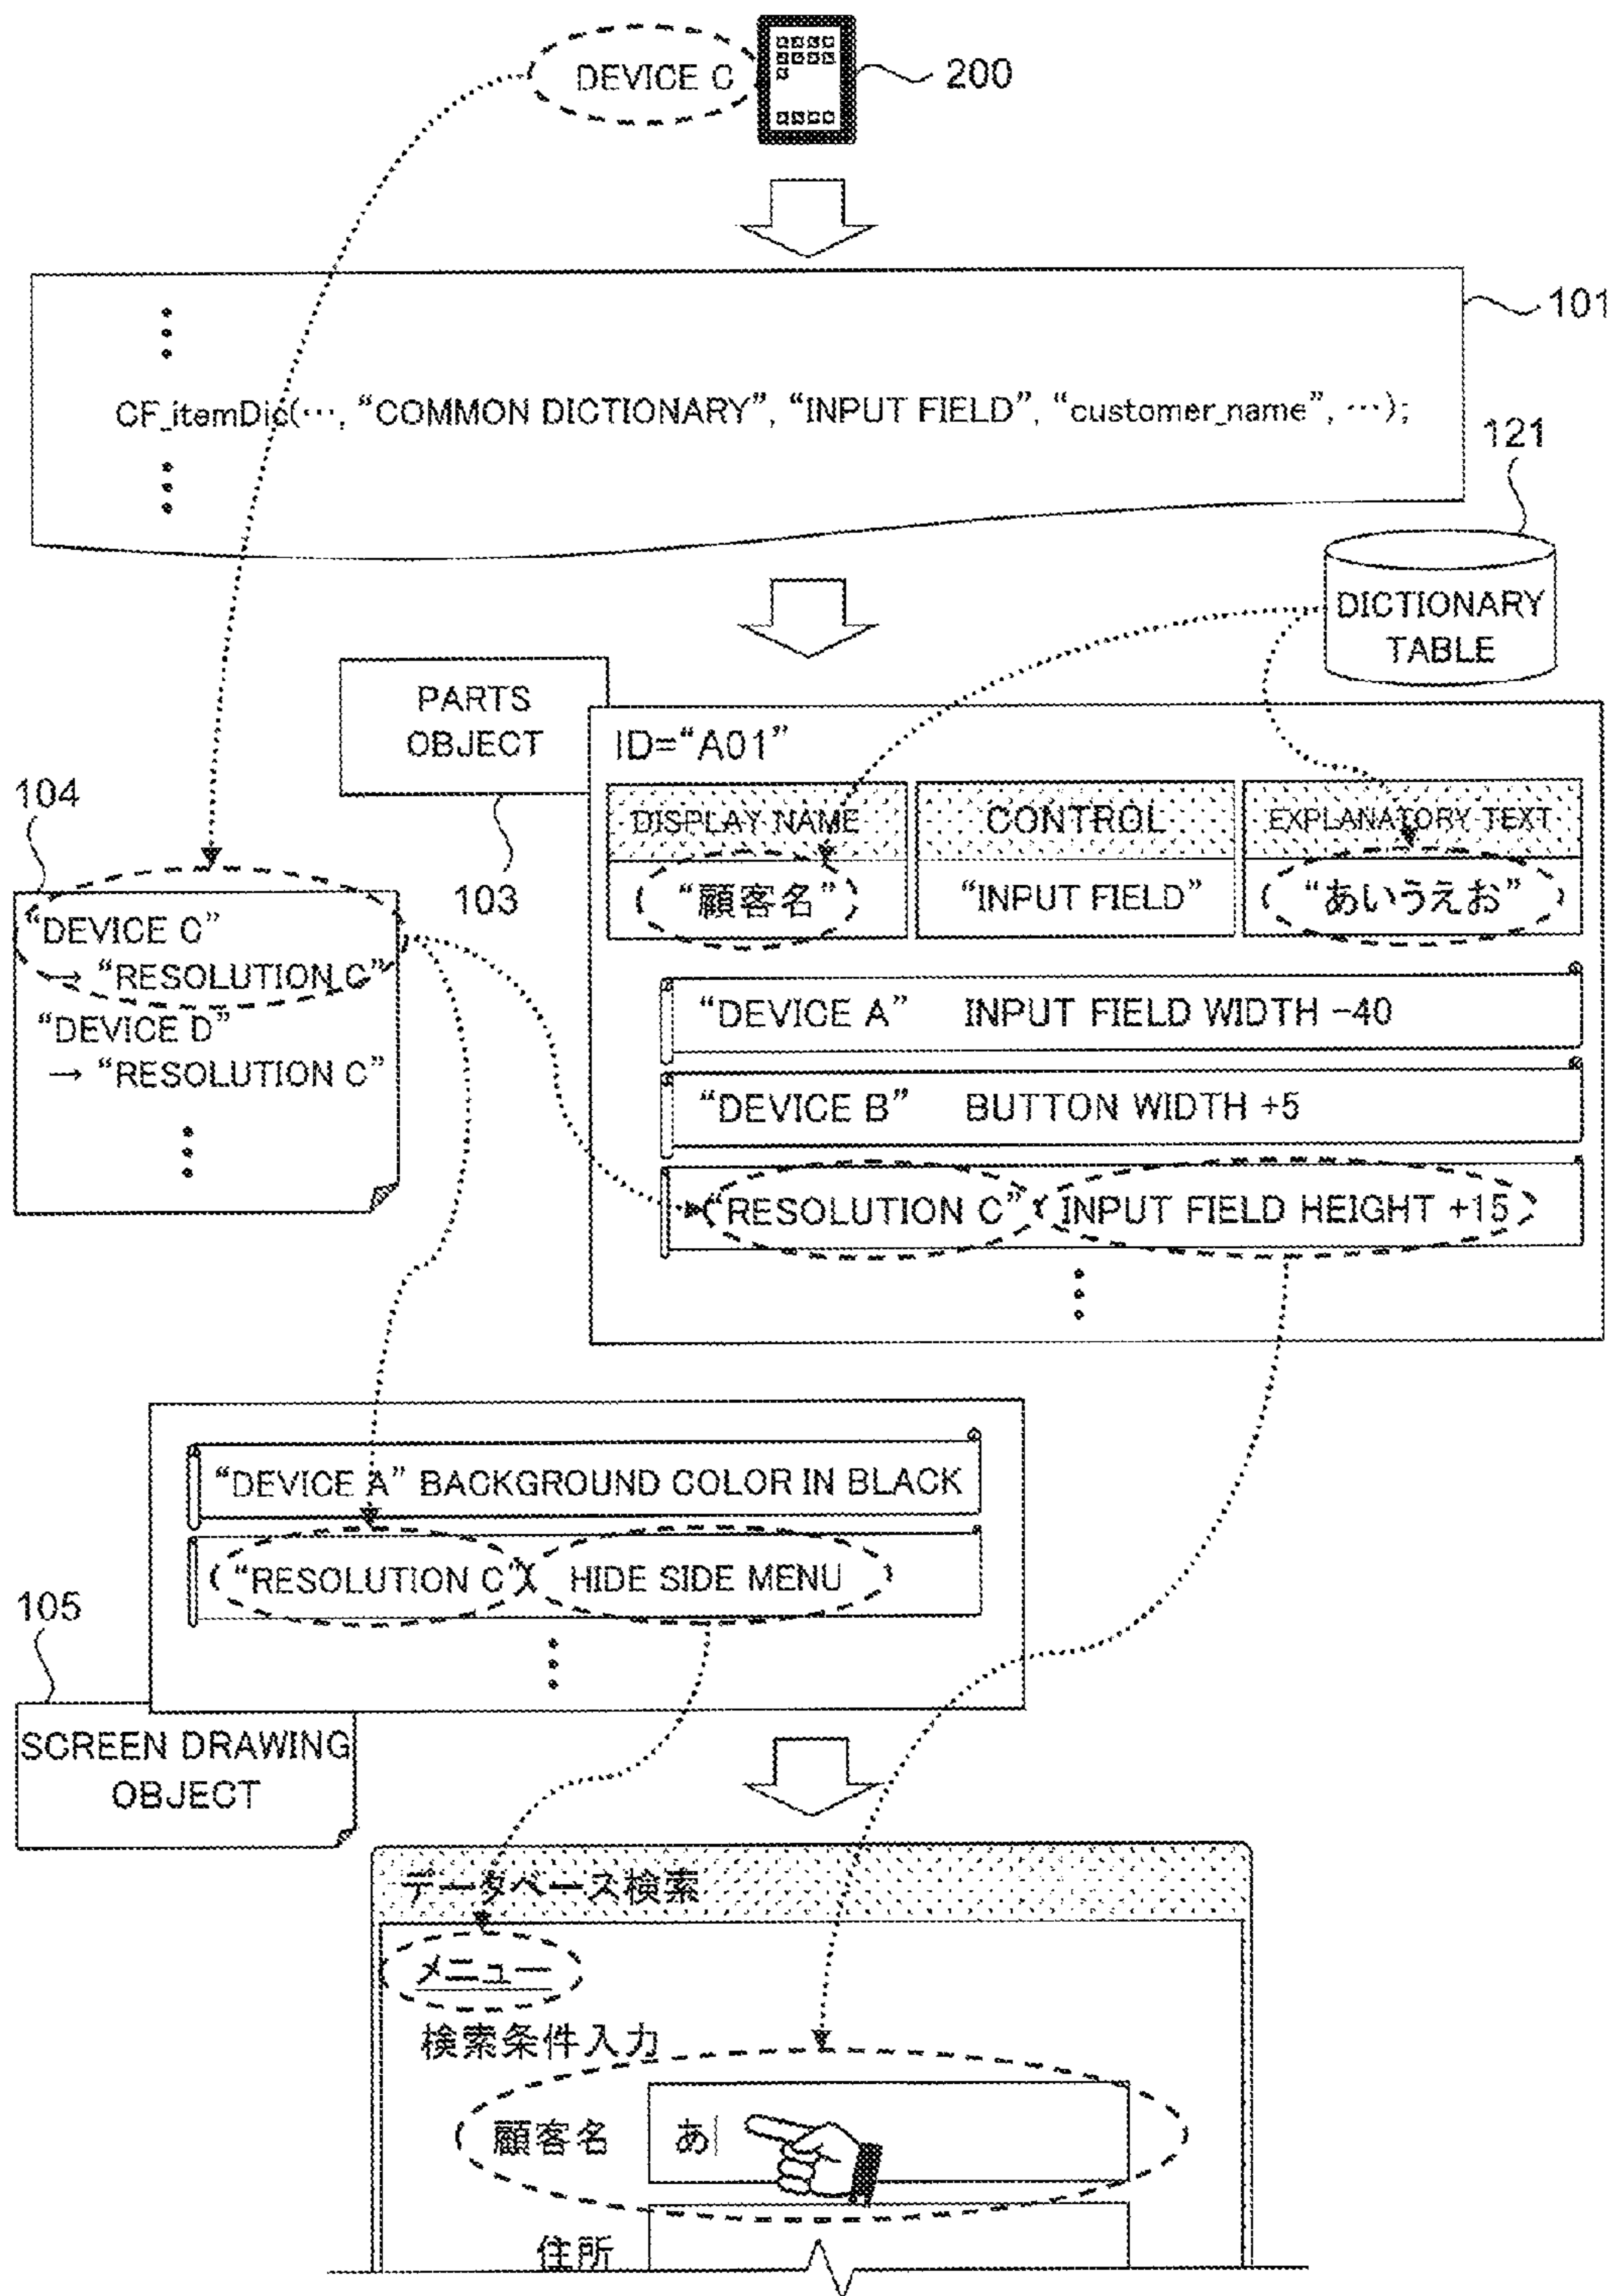 DEVICE C
200
101
CF_itemDic(…, “COMMON DICTIONARY”, “INPUT FIELD”, “customer_name”, …);
121
DICTIONARY
TABLE
PARTS
OBJECT
103
ID=“A01”
DISPLAY NAME
CONTROL
EXPLANATORY TEXT
“顧客名”
“INPUT FIELD”
“あいうえお”
104
“DEVICE C”
→ “RESOLUTION C”
“DEVICE D”
→ “RESOLUTION C”
“DEVICE A” INPUT FIELD WIDTH −40
“DEVICE B” BUTTON WIDTH +5
“RESOLUTION C” INPUT FIELD HEIGHT +15
“DEVICE A” BACKGROUND COLOR IN BLACK
“RESOLUTION C” HIDE SIDE MENU
105
SCREEN DRAWING
OBJECT
データベース検索
メニュー
検索条件入力
顧客名 あ
住所